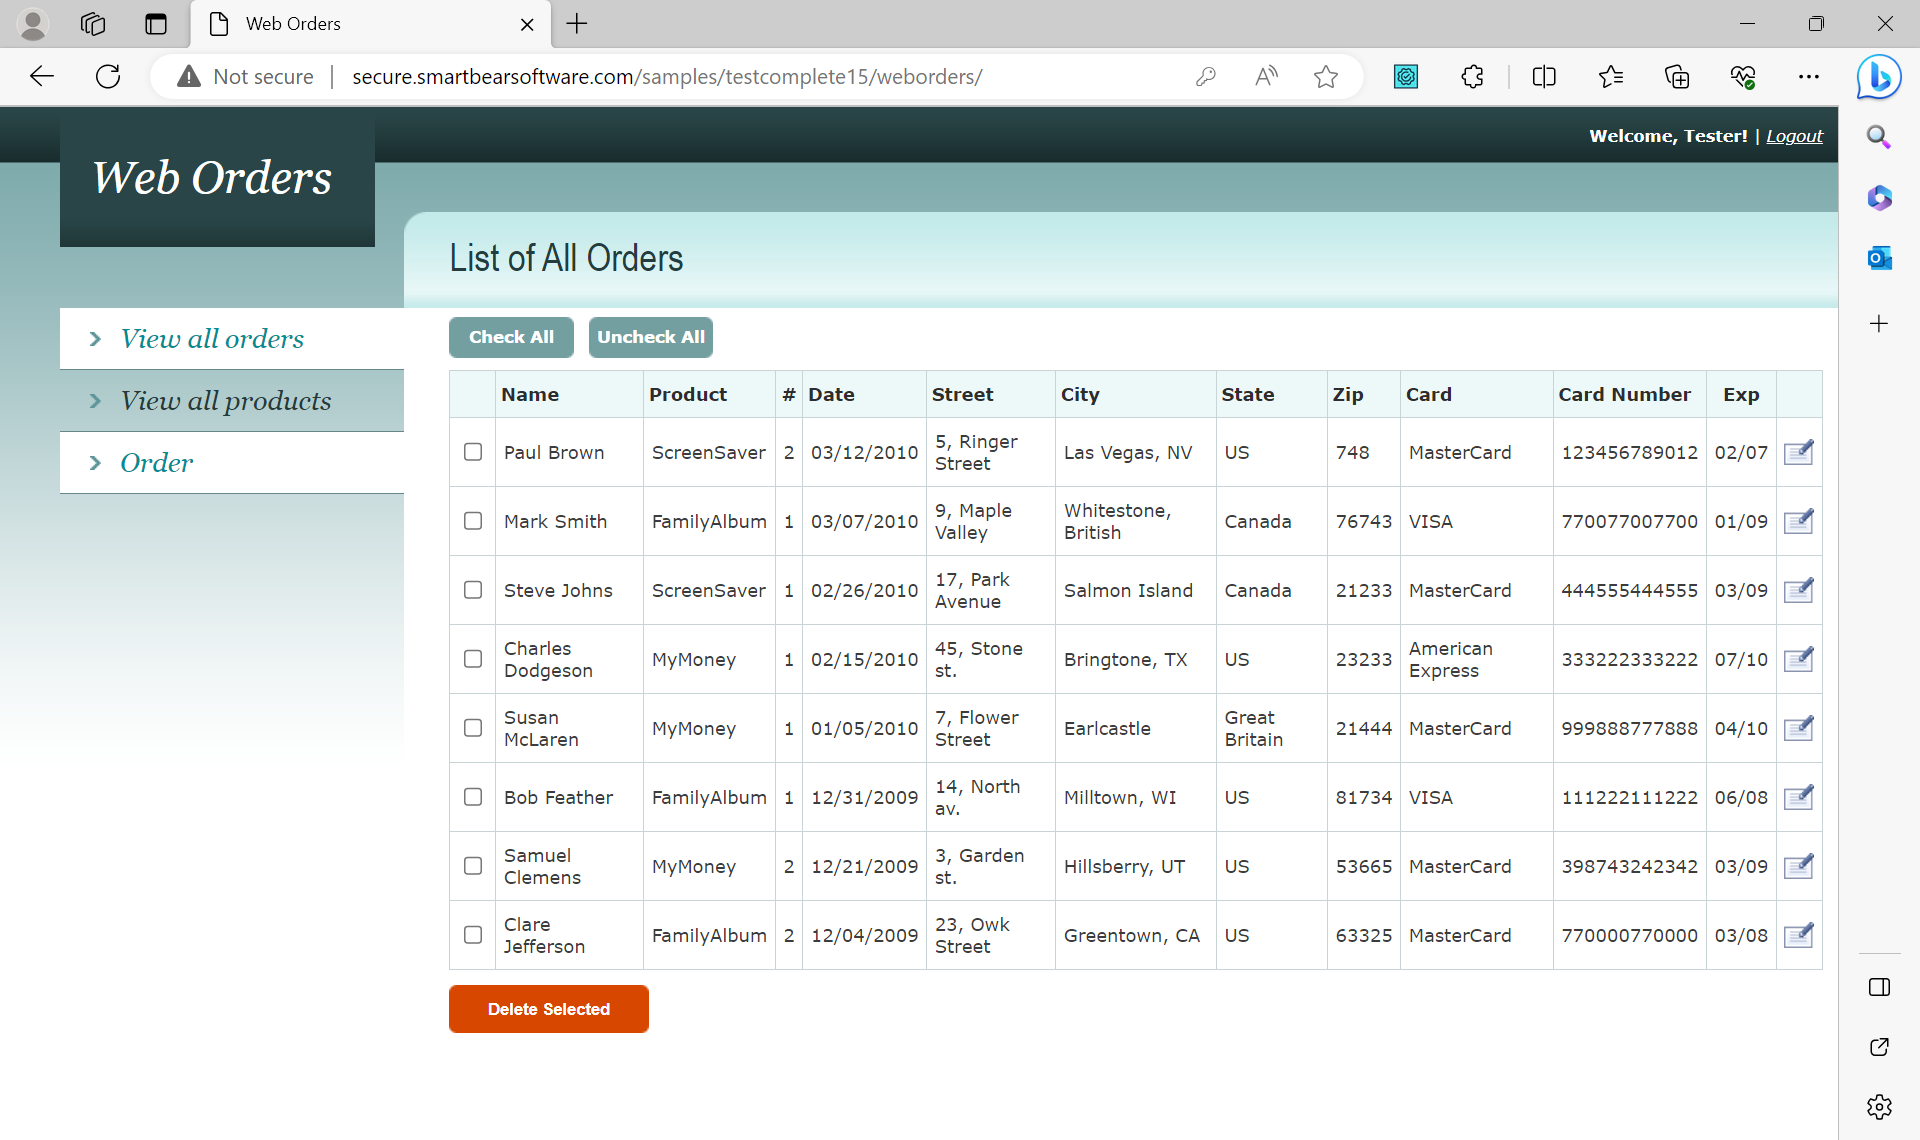 Web Orders
Not secure
secure.smartbearsoftware.com/samples/testcomplete15/weborders/
Welcome, Tester! | Logout
Web Orders
List of All Orders
View all orders
View all products
Order
Check All Uncheck All
Name Product # Date Street City State Zip Card Card Number Exp
Paul Brown ScreenSaver 2 03/12/2010 5, Ringer Street Las Vegas, NV US 748 MasterCard 123456789012 02/07
Mark Smith FamilyAlbum 1 03/07/2010 9, Maple Valley Whitestone, British Canada 76743 VISA 770077007700 01/09
Steve Johns ScreenSaver 1 02/26/2010 17, Park Avenue Salmon Island Canada 21233 MasterCard 444555444555 03/09
Charles Dodgeson MyMoney 1 02/15/2010 45, Stone st. Bringtone, TX US 23233 American Express 333222333222 07/10
Susan McLaren MyMoney 1 01/05/2010 7, Flower Street Earlcastle Great Britain 21444 MasterCard 999888777888 04/10
Bob Feather FamilyAlbum 1 12/31/2009 14, North av. Milltown, WI US 81734 VISA 111222111222 06/08
Samuel Clemens MyMoney 2 12/21/2009 3, Garden st. Hillsberry, UT US 53665 MasterCard 398743242342 03/09
Clare Jefferson FamilyAlbum 2 12/04/2009 23, Owk Street Greentown, CA US 63325 MasterCard 770000770000 03/08
Delete Selected